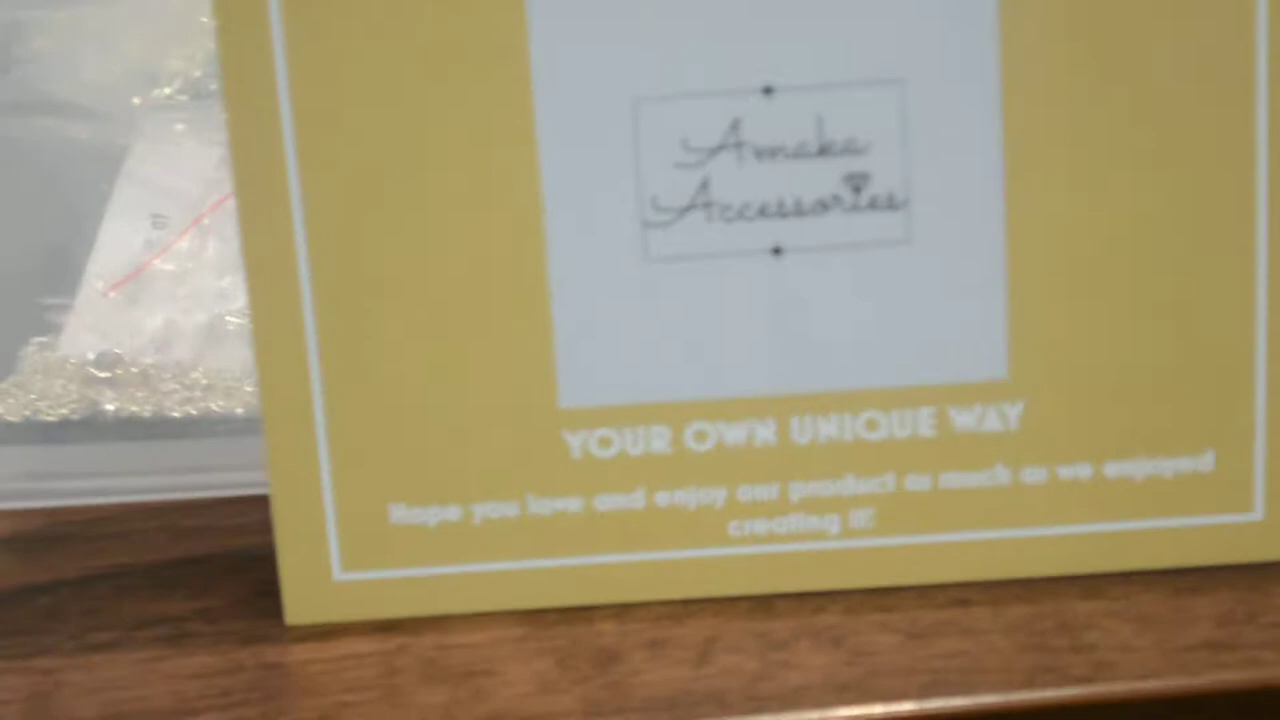 Amaka
Accessories
YOUR OWN UNIQUE WAY
Hope you love and enjoy our product as much as we enjoyed
creating it!